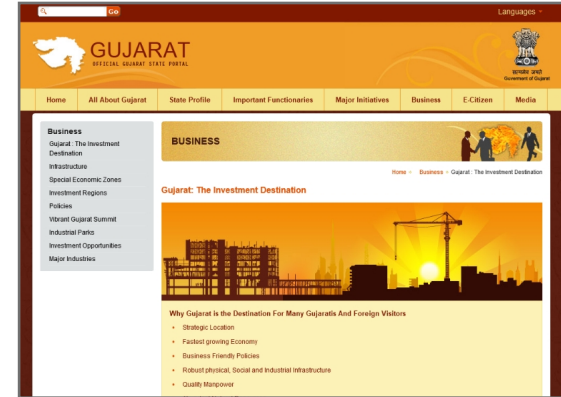 Go
Languages
GUJARAT
OFFICIAL GUJARAT STATE PORTAL
सत्यमेव जयते
Government of Gujarat
Home All About Gujarat State Profile Important Functionaries Major Initiatives Business E-Citizen Media
Business
Gujarat : The Investment
Destination
Infrastructure
Special Economic Zones
Investment Regions
Policies
Vibrant Gujarat Summit
Industrial Parks
Investment Opportunities
Major Industries
BUSINESS
Home Business Gujarat : The Investment Destination
Gujarat: The Investment Destination
Why Gujarat is the Destination For Many Gujaratis And Foreign Visitors
Strategic Location
Fastest growing Economy
Business Friendly Policies
Robust physical, Social and Industrial Infrastructure
Quality Manpower